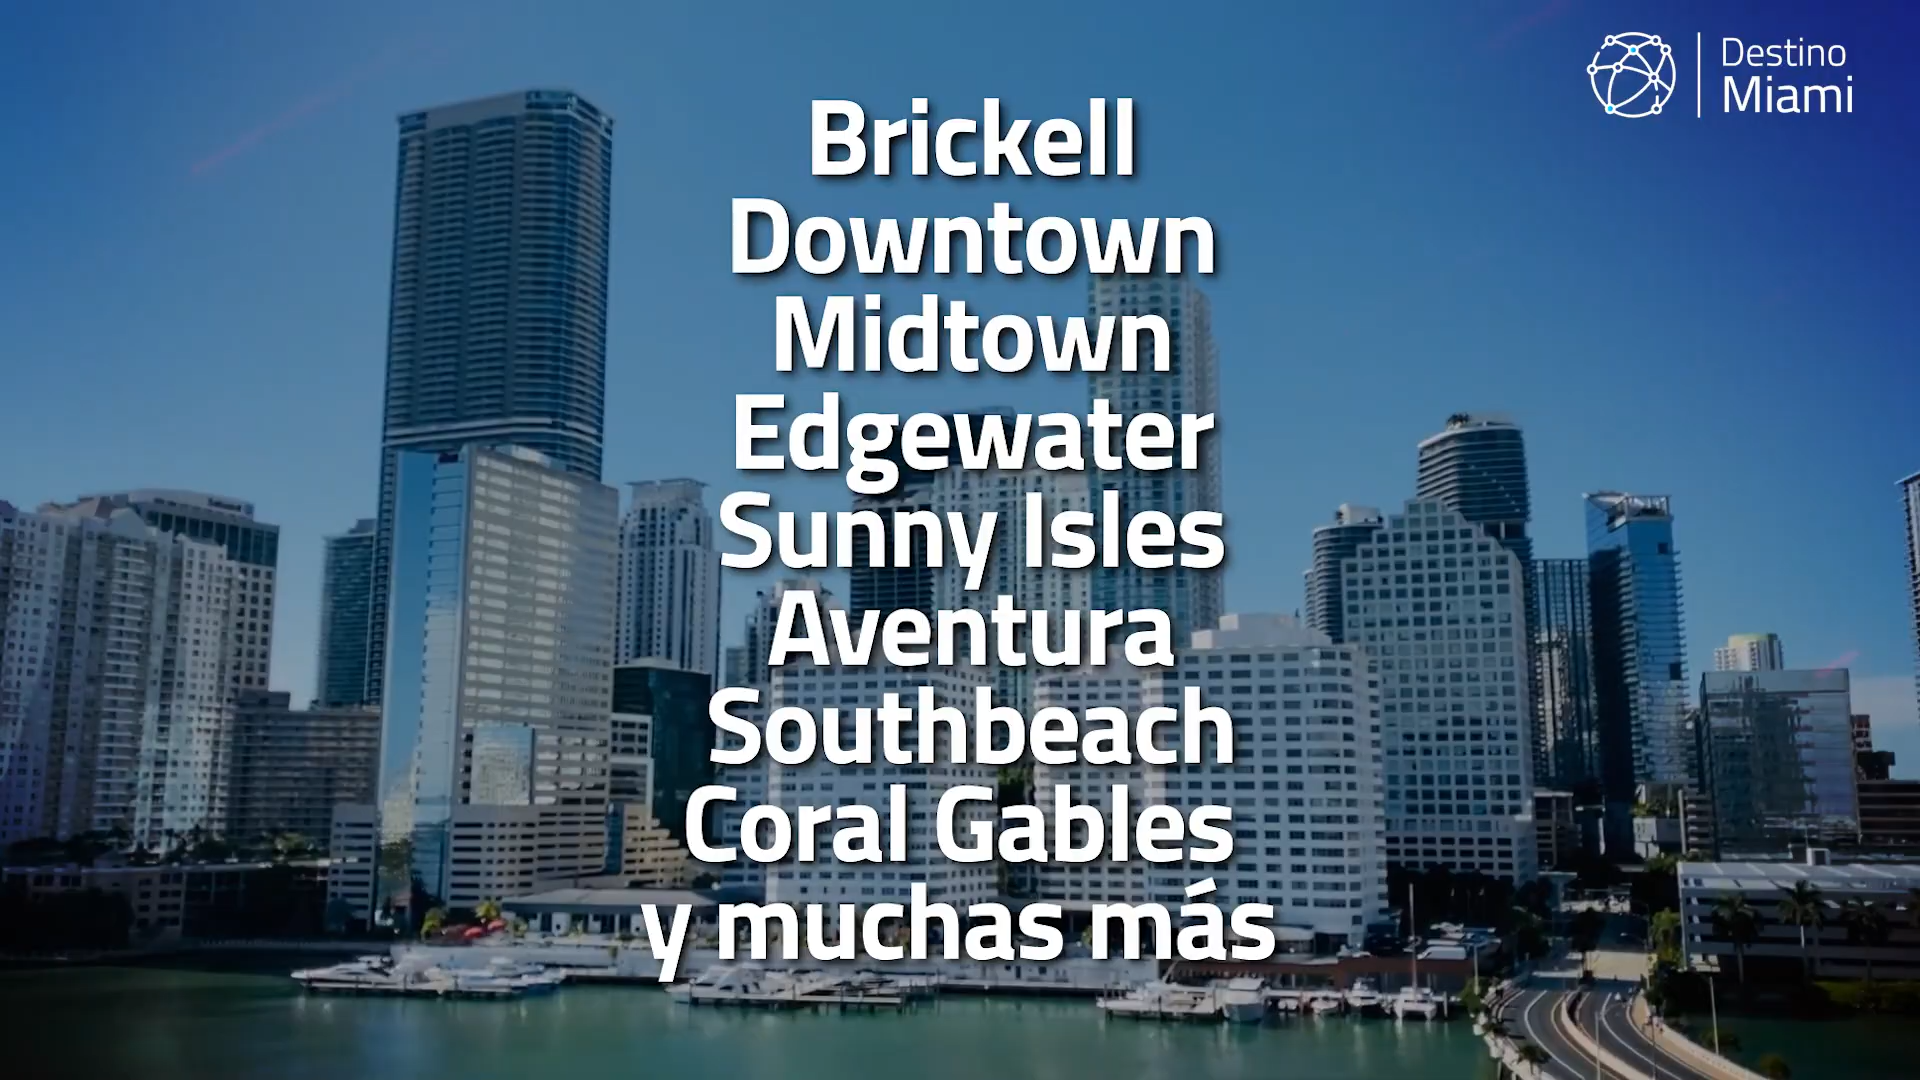 Destino
Miami
Brickell
Downtown
Midtown
Edgewater
Sunny Isles
Aventura
Southbeach
Coral Gables
y muchas más